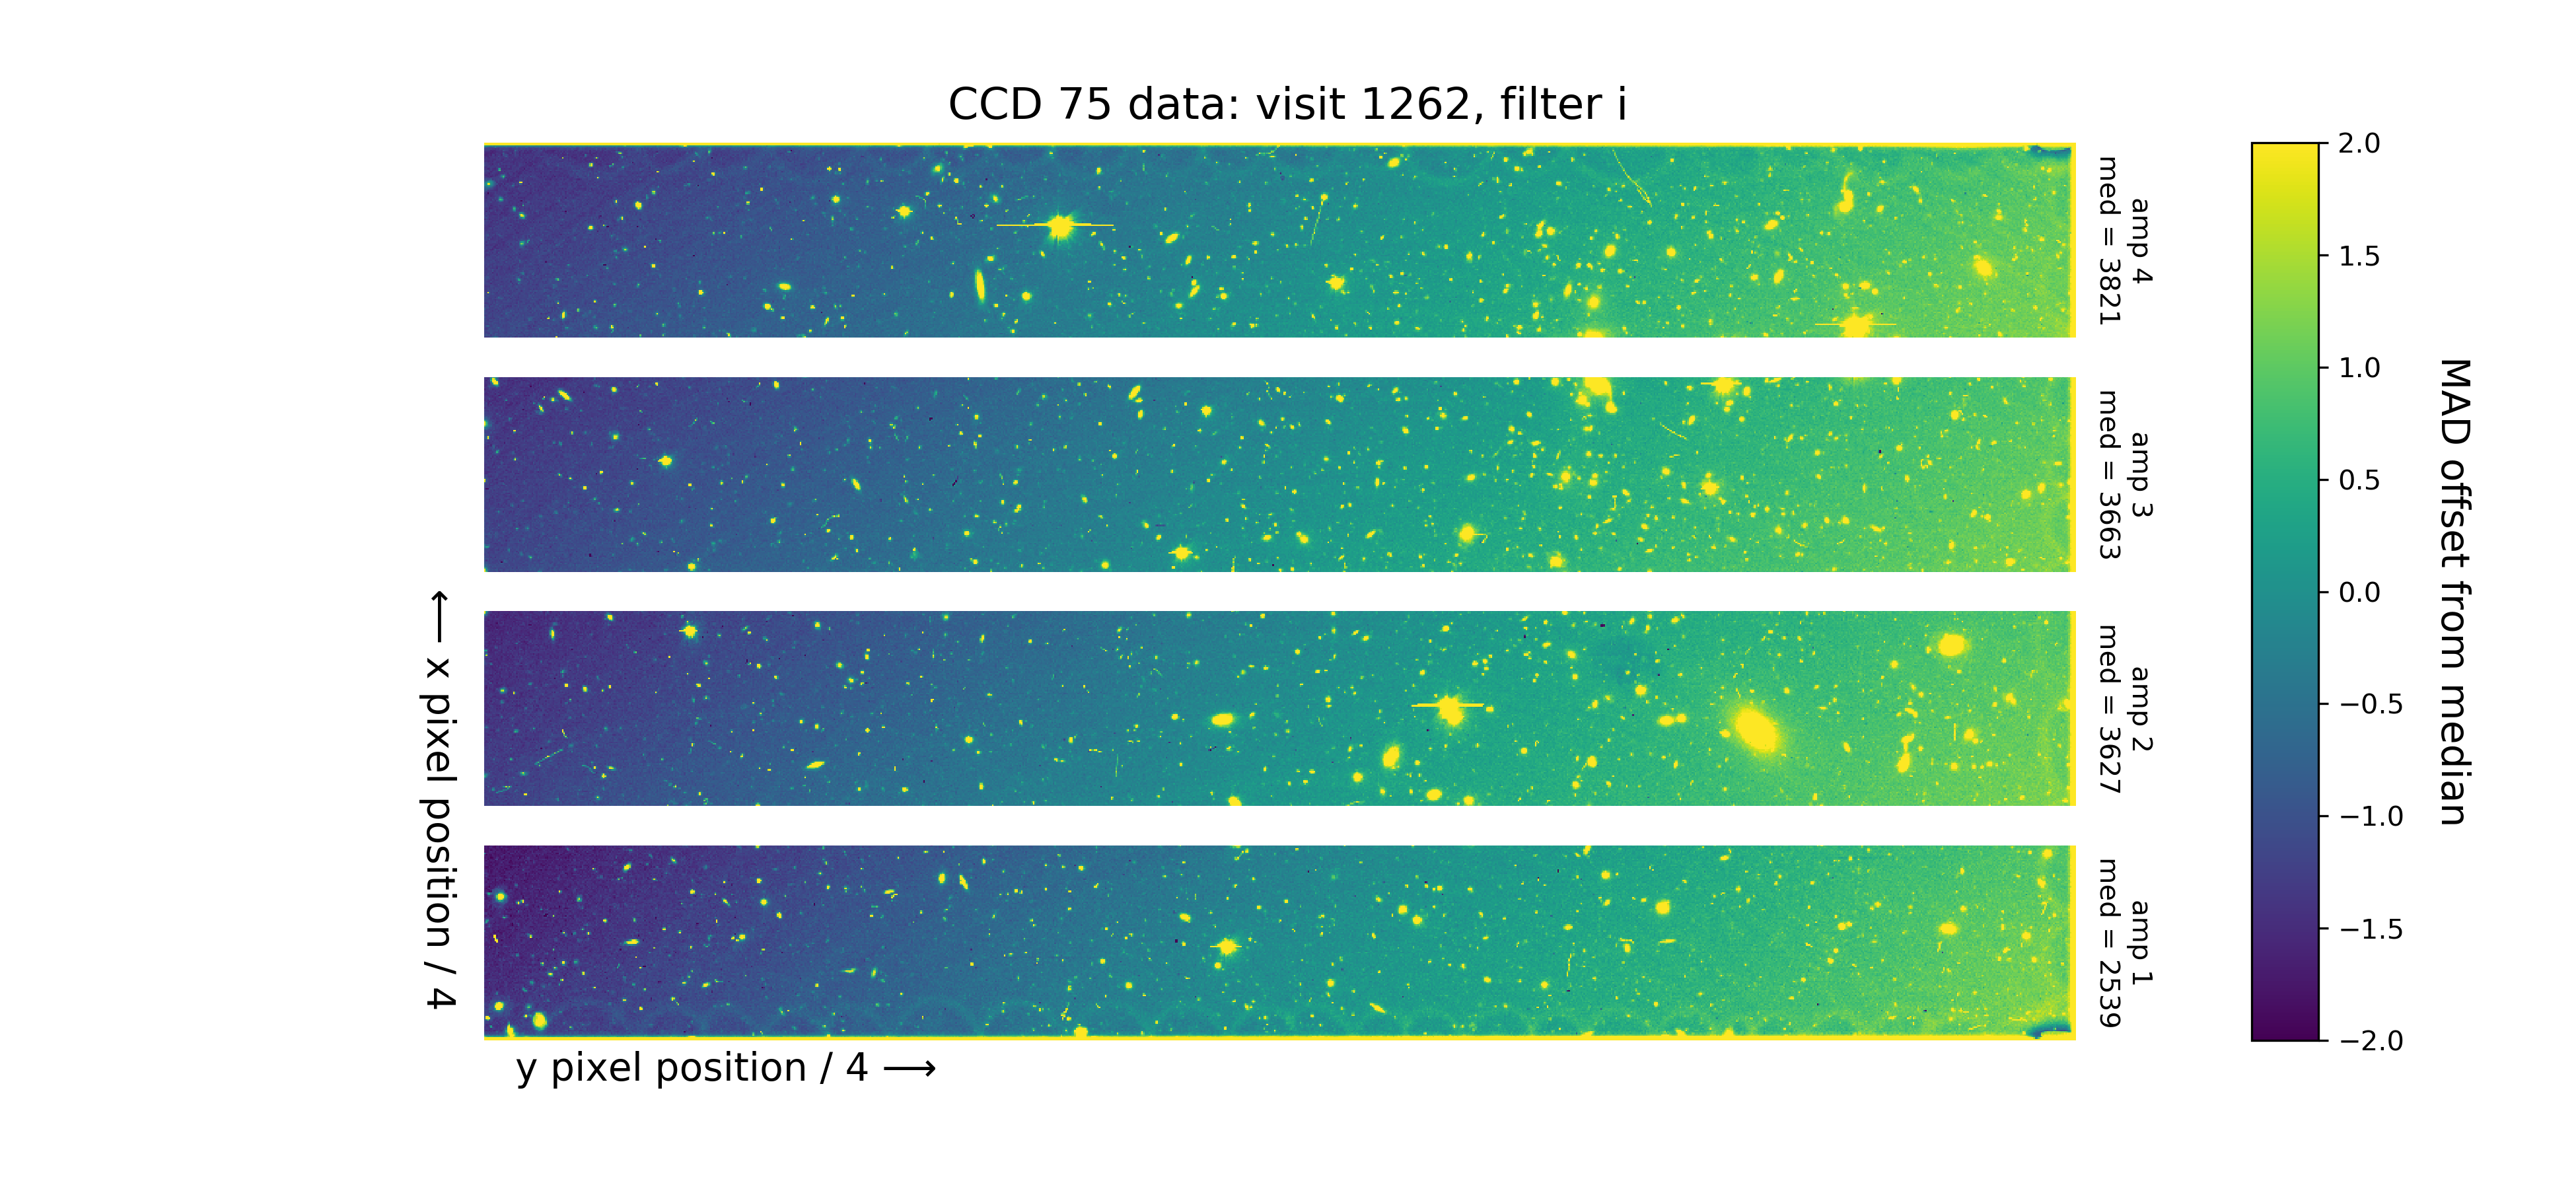 CCD 75 data: visit 1262, filter i
amp 4
med = 3821
amp 3
med = 3663
amp 2
med = 3627
amp 1
med = 2539
⟵ x pixel position / 4
y pixel position / 4 ⟶
2.0
1.5
1.0
0.5
0.0
−0.5
−1.0
−1.5
−2.0
MAD offset from median